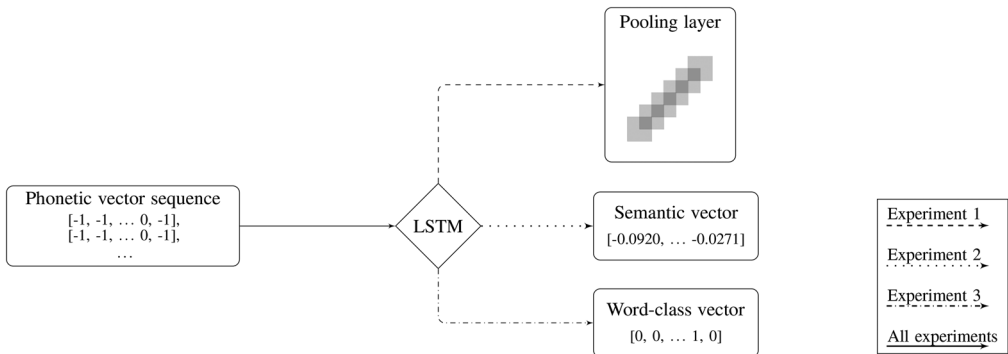 Pooling layer
Phonetic vector sequence
[-1, -1, … 0, -1],
[-1, -1, … 0, -1],
…
LSTM
Semantic vector
[-0.0920, … -0.0271]
Word-class vector
[0, 0, … 1, 0]
Experiment 1
Experiment 2
Experiment 3
All experiments